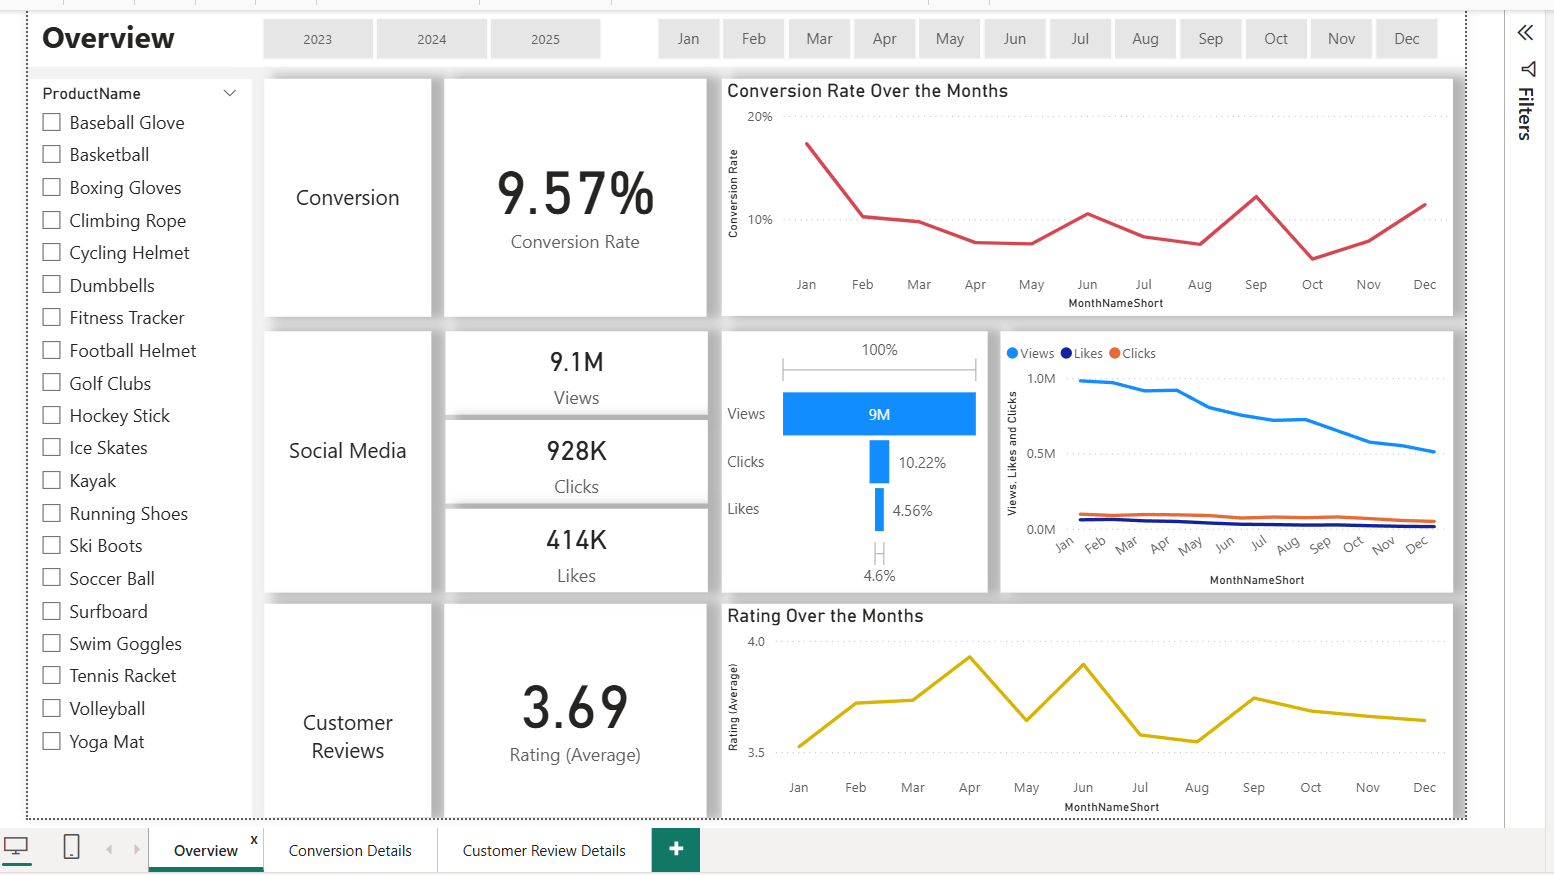 Overview
2023 2024 2025
Jan Feb Mar Apr May Jun Jul Aug Sep Oct Nov Dec
Filters
ProductName
Baseball Glove
Basketball
Boxing Gloves
Climbing Rope
Cycling Helmet
Dumbbells
Fitness Tracker
Football Helmet
Golf Clubs
Hockey Stick
Ice Skates
Kayak
Running Shoes
Ski Boots
Soccer Ball
Surfboard
Swim Goggles
Tennis Racket
Volleyball
Yoga Mat
Conversion
9.57%
Conversion Rate
Conversion Rate Over the Months
Conversion Rate
20%
10%
Jan Feb Mar Apr May Jun Jul Aug Sep Oct Nov Dec
MonthNameShort
Social Media
9.1M
Views
928K
Clicks
414K
Likes
100%
Views 9M
Clicks 10.22%
Likes 4.56%
4.6%
Views Likes Clicks
Views, Likes and Clicks
1.0M
0.5M
0.0M
Jan Feb Mar Apr May Jun Jul Aug Sep Oct Nov Dec
MonthNameShort
Customer
Reviews
3.69
Rating (Average)
Rating Over the Months
Rating (Average)
4.0
3.5
Jan Feb Mar Apr May Jun Jul Aug Sep Oct Nov Dec
MonthNameShort
Overview x
Conversion Details
Customer Review Details
+